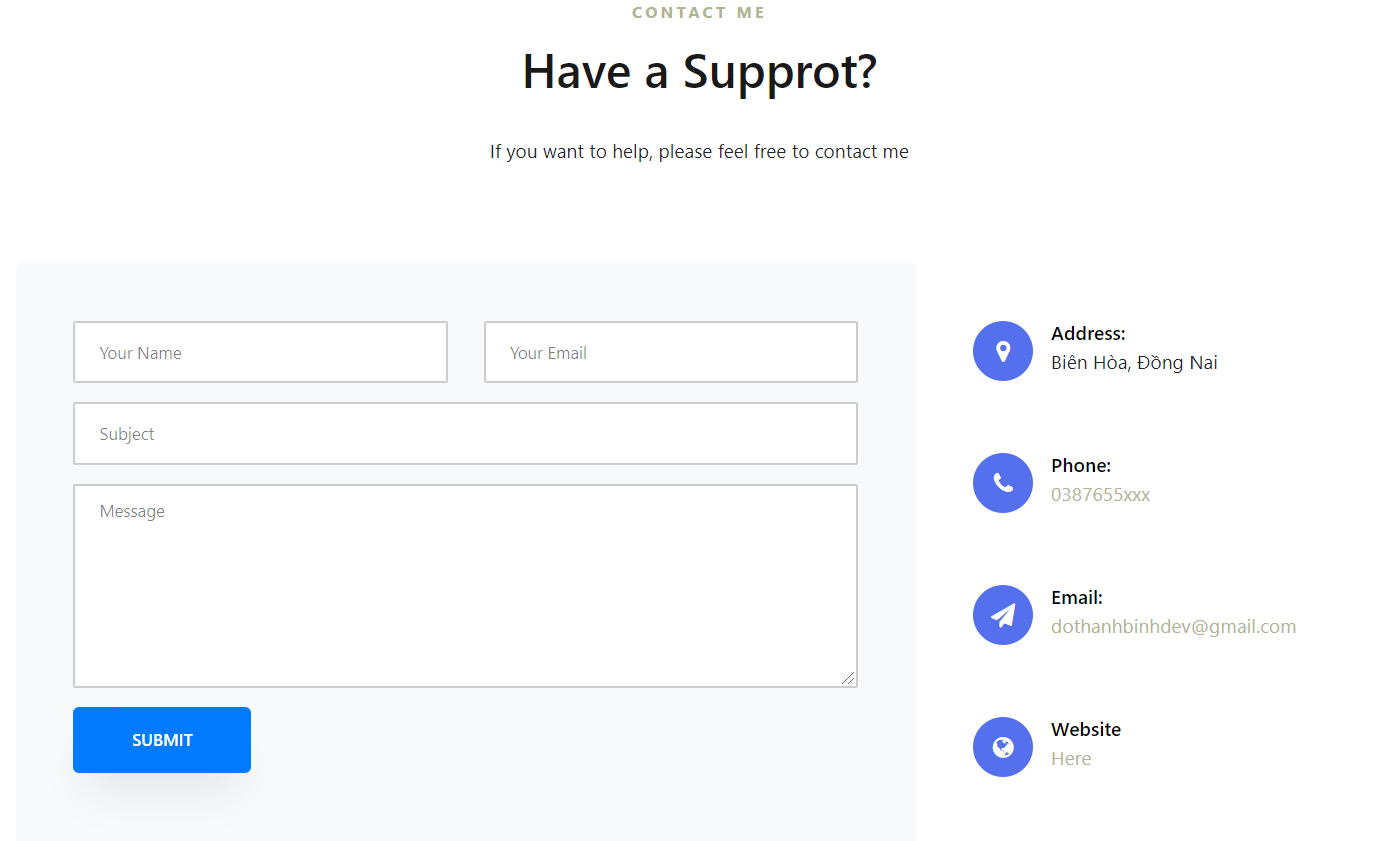 CONTACT ME
Have a Supprot?
If you want to help, please feel free to contact me
Your Name
Your Email
Subject
Message
SUBMIT
Address:
Biên Hòa, Đồng Nai
Phone:
0387655xxx
Email:
dothanhbinhdev@gmail.com
Website
Here